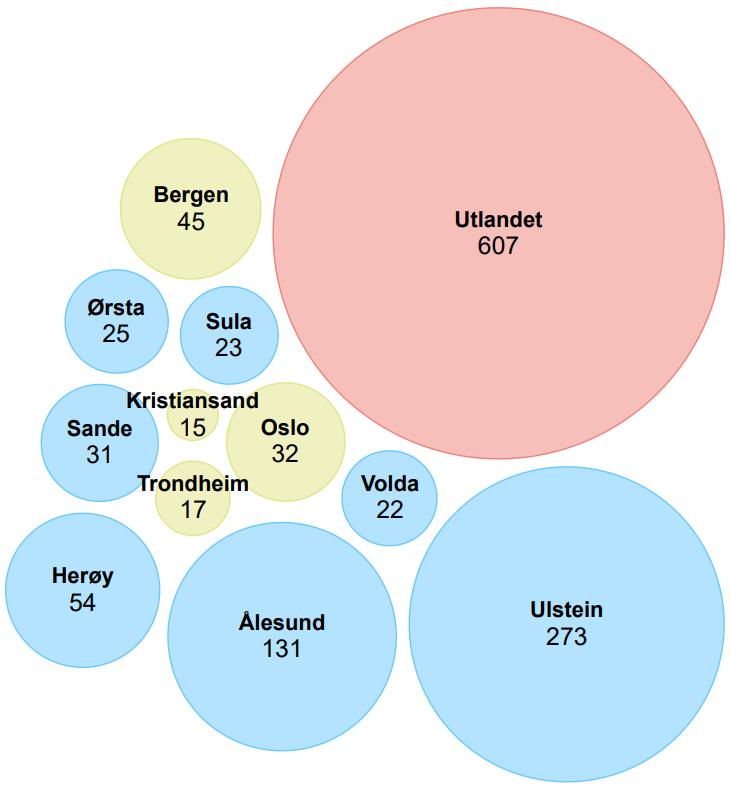 Bergen
45
Utlandet
607
Ørsta
25
Sula
23
Kristiansand
15
Sande
31
Oslo
32
Trondheim
17
Volda
22
Herøy
54
Ålesund
131
Ulstein
273